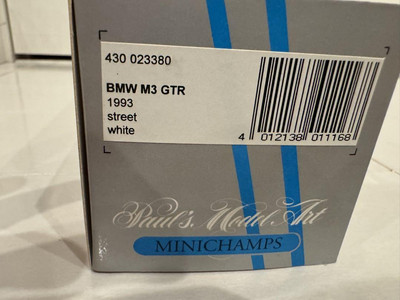 430 023380
BMW M3 GTR
1993
street
white
4 012138 011168
Paul's Model Art
MINICHAMPS